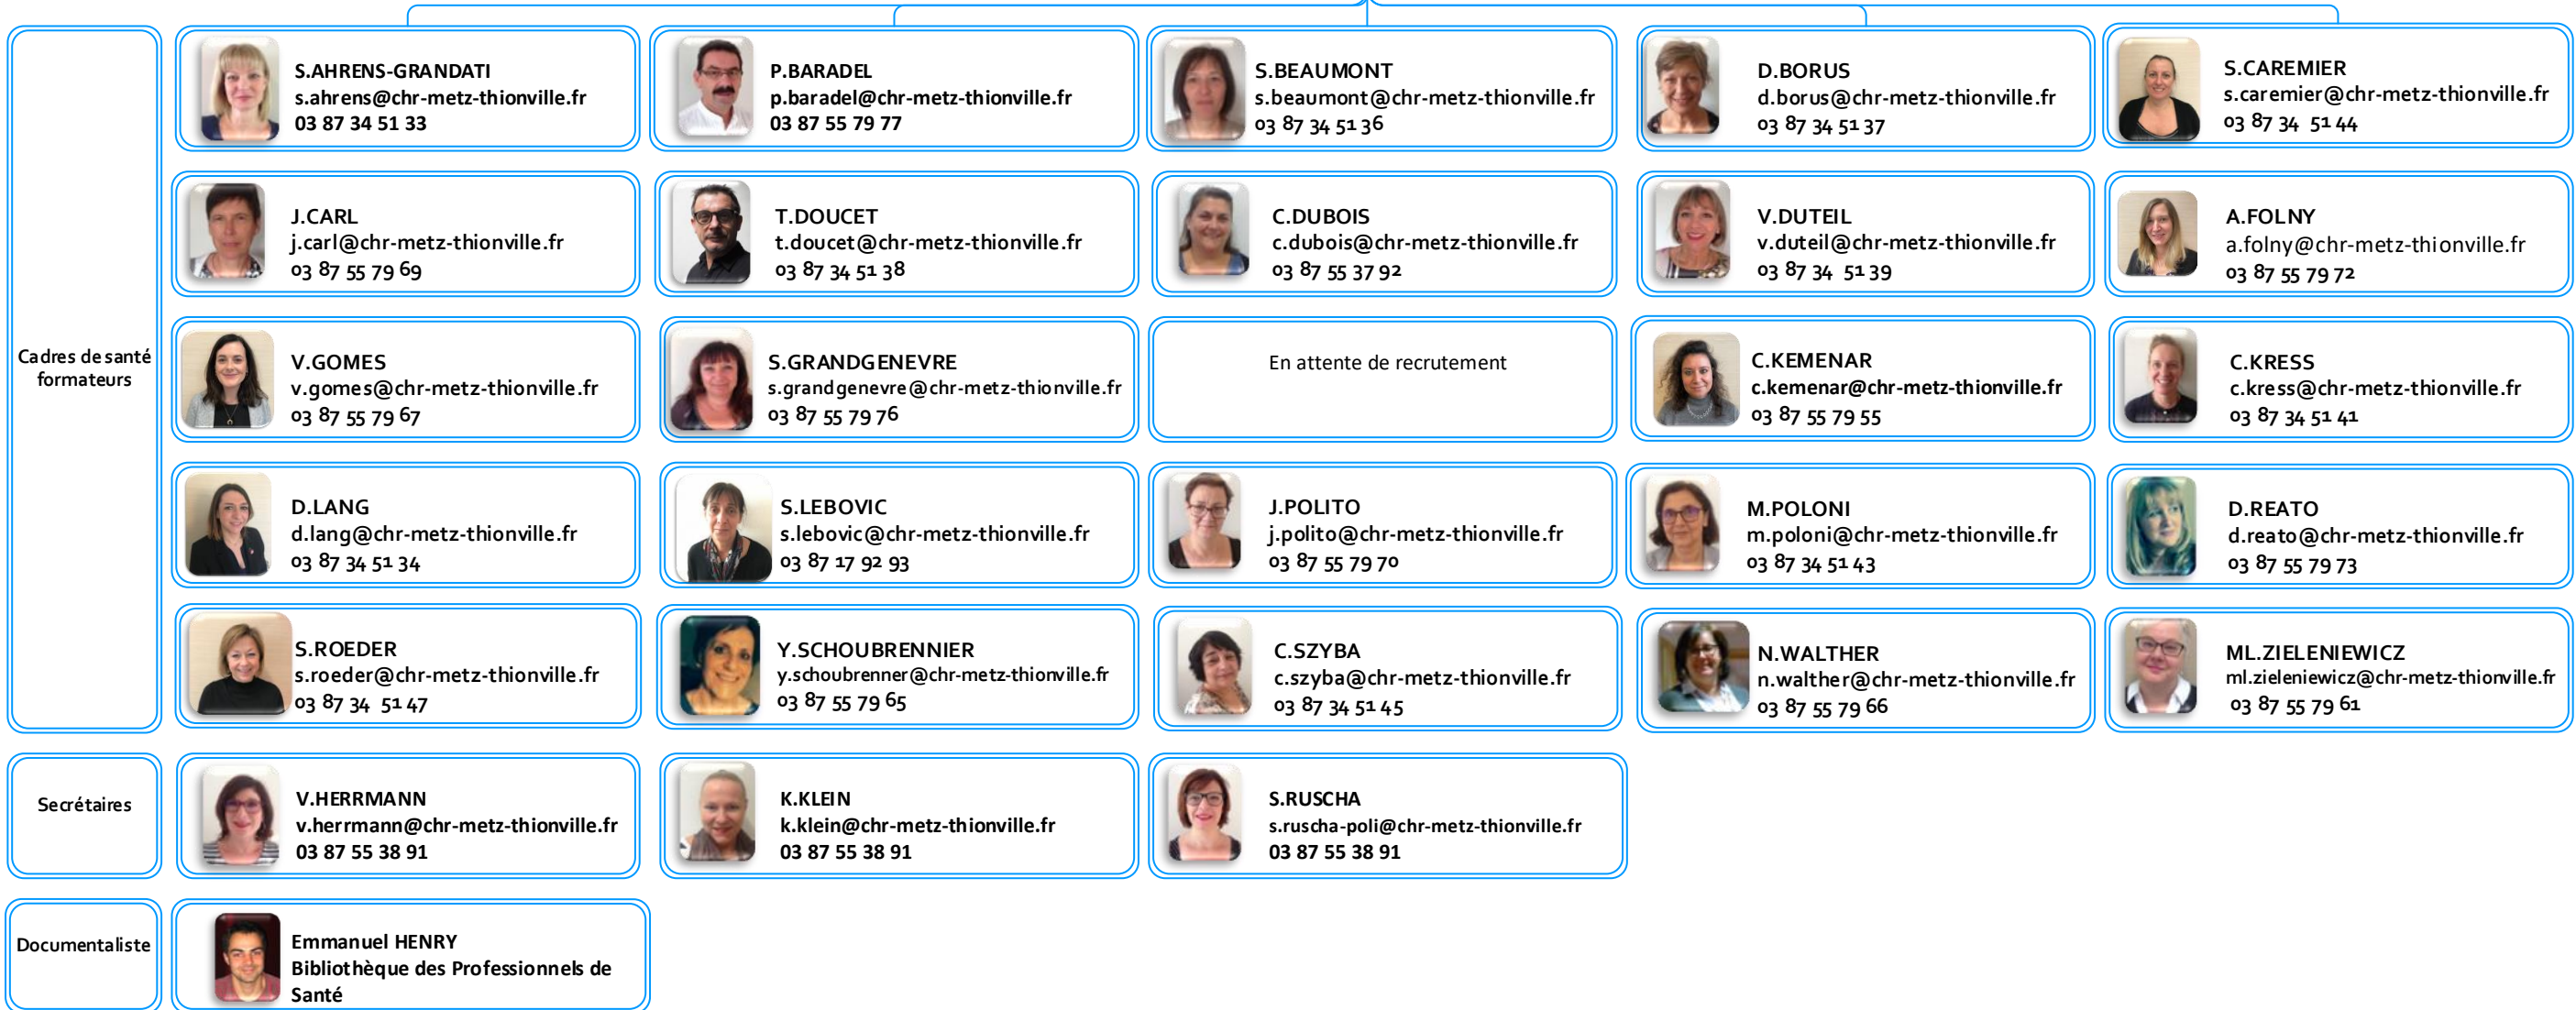 Cadres de santé
formateurs
S.AHRENS-GRANDATI
s.ahrens@chr-metz-thionville.fr
03 87 34 51 33
P.BARADEL
p.baradel@chr-metz-thionville.fr
03 87 55 79 77
S.BEAUMONT
s.beaumont@chr-metz-thionville.fr
03 87 34 51 36
D.BORUS
d.borus@chr-metz-thionville.fr
03 87 34 51 37
S.CAREMIER
s.caremier@chr-metz-thionville.fr
03 87 34 51 44
J.CARL
j.carl@chr-metz-thionville.fr
03 87 55 79 69
T.DOUCET
t.doucet@chr-metz-thionville.fr
03 87 34 51 38
C.DUBOIS
c.dubois@chr-metz-thionville.fr
03 87 55 37 92
V.DUTEIL
v.duteil@chr-metz-thionville.fr
03 87 34 51 39
A.FOLNY
a.folny@chr-metz-thionville.fr
03 87 55 79 72
V.GOMES
v.gomes@chr-metz-thionville.fr
03 87 55 79 67
S.GRANDGENEVRE
s.grandgenevre@chr-metz-thionville.fr
03 87 55 79 76
En attente de recrutement
C.KEMENAR
c.kemenar@chr-metz-thionville.fr
03 87 55 79 55
C.KRESS
c.kress@chr-metz-thionville.fr
03 87 34 51 41
D.LANG
d.lang@chr-metz-thionville.fr
03 87 34 51 34
S.LEBOVIC
s.lebovic@chr-metz-thionville.fr
03 87 17 92 93
J.POLITO
j.polito@chr-metz-thionville.fr
03 87 55 79 70
M.POLONI
m.poloni@chr-metz-thionville.fr
03 87 34 51 43
D.REATO
d.reato@chr-metz-thionville.fr
03 87 55 79 73
S.ROEDER
s.roeder@chr-metz-thionville.fr
03 87 34 51 47
Y.SCHOUBRENNIER
y.schoubrenner@chr-metz-thionville.fr
03 87 55 79 65
C.SZYBA
c.szyba@chr-metz-thionville.fr
03 87 34 51 45
N.WALTHER
n.walther@chr-metz-thionville.fr
03 87 55 79 66
ML.ZIELENIEWICZ
ml.zieleniewicz@chr-metz-thionville.fr
03 87 55 79 61
Secrétaires
V.HERRMANN
v.herrmann@chr-metz-thionville.fr
03 87 55 38 91
K.KLEIN
k.klein@chr-metz-thionville.fr
03 87 55 38 91
S.RUSCHA
s.ruscha-poli@chr-metz-thionville.fr
03 87 55 38 91
Documentaliste
Emmanuel HENRY
Bibliothèque des Professionnels de
Santé